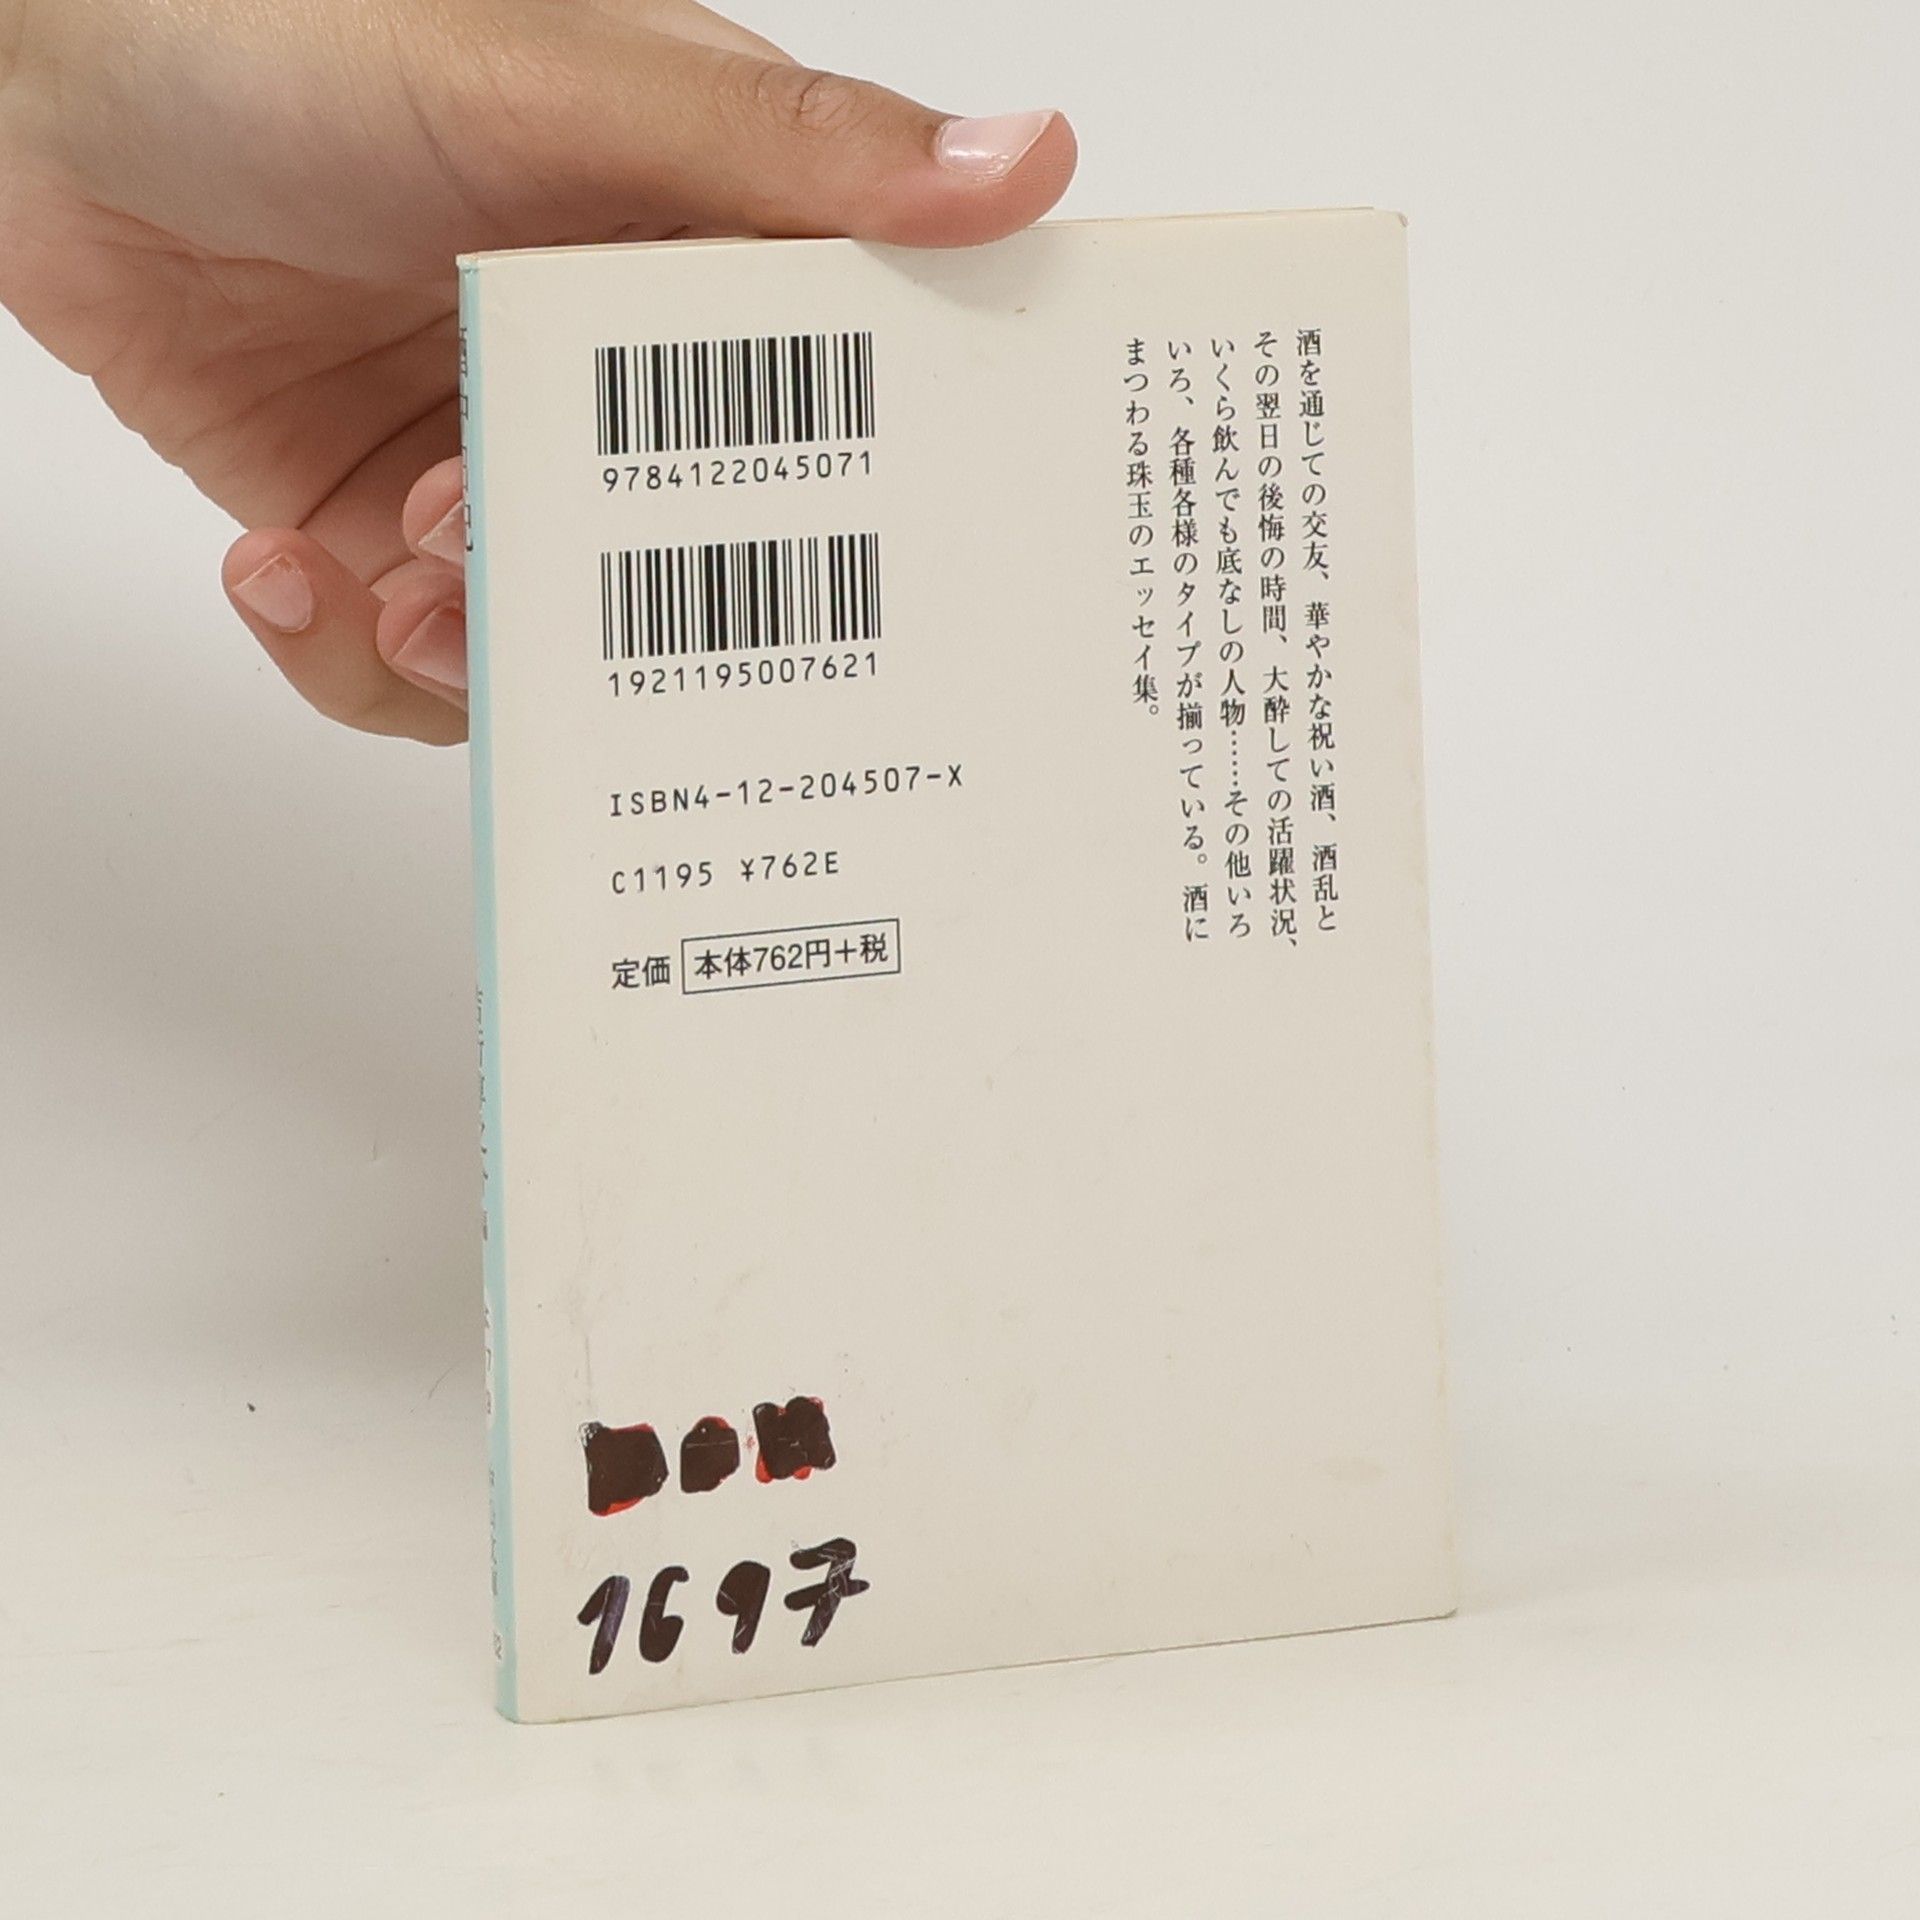 酒を通じての交友、華やかな祝い酒、酒乱と
その翌日の後悔の時間、大酔しての活躍状況、
いくら飲んでも底なしの人物……その他いろ
いろ、各種各様のタイプが揃っている。酒に
まつわる珠玉のエッセイ集。
9784122045071
1921195007621
ISBN4-12-204507-X
C1195 ¥762E
定価 本体762円+税
1697